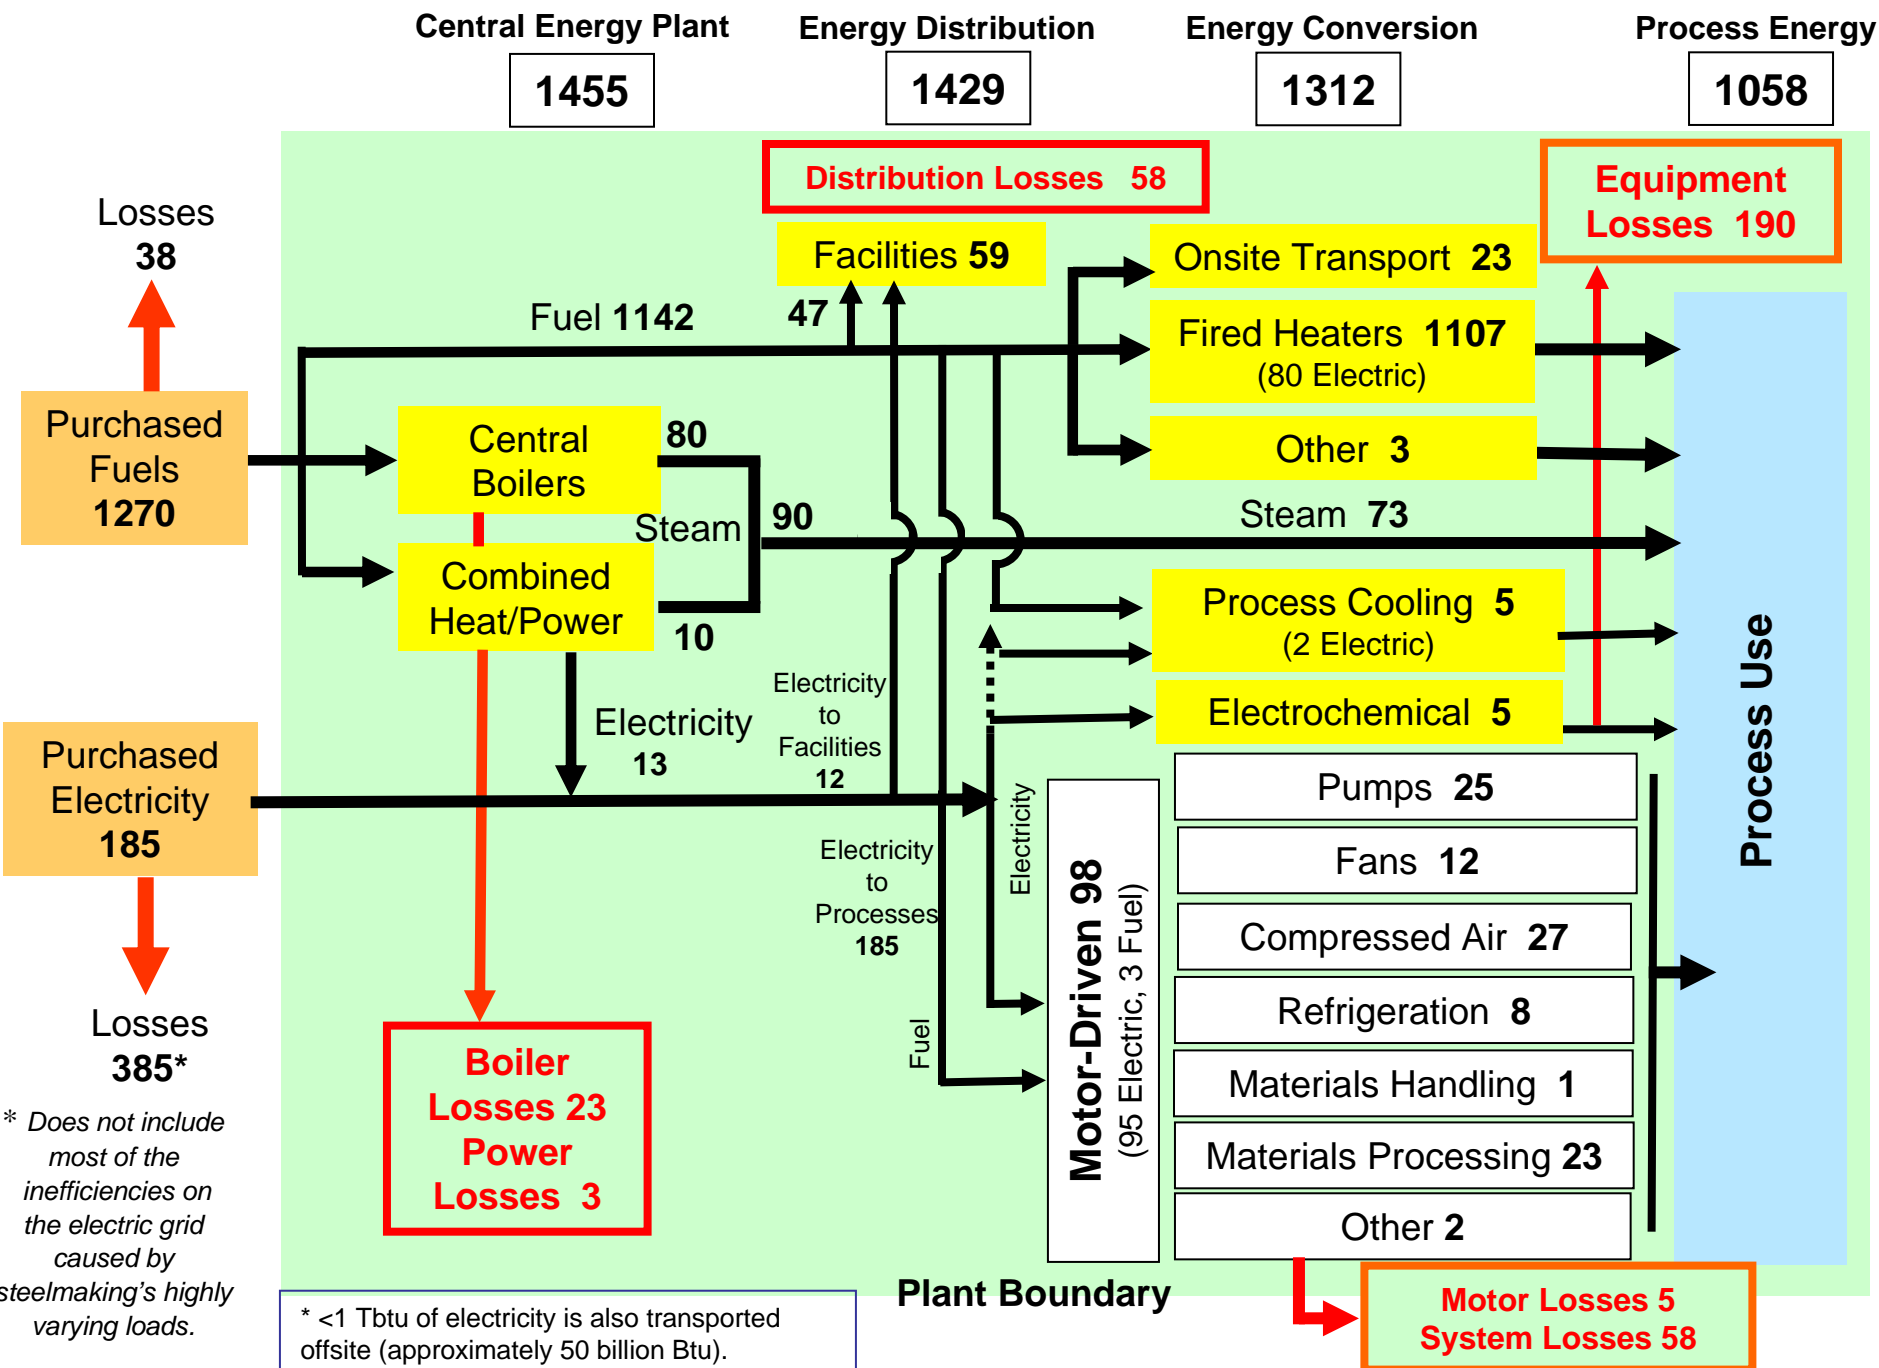 Central Energy Plant
Energy Distribution
Energy Conversion
Process Energy
1455
1429
1312
1058
Distribution Losses 58
Equipment
Losses 190
Losses
38
Facilities 59
Onsite Transport 23
Fuel 1142
47
Fired Heaters 1107
(80 Electric)
Purchased
Fuels
1270
Central
Boilers
80
Other 3
Steam
90
Steam 73
Combined
Heat/Power
10
Process Cooling 5
(2 Electric)
Electricity
to
Facilities
12
Electricity
13
Electrochemical 5
Process Use
Purchased
Electricity
185
Pumps 25
Electricity
Electricity
to
Processes
185
Fans 12
Motor-Driven 98
(95 Electric, 3 Fuel)
Compressed Air 27
Refrigeration 8
Losses
385*
Fuel
Boiler
Losses 23
Power
Losses 3
Materials Handling 1
Materials Processing 23
Other 2
* Does not include
most of the
inefficiencies on
the electric grid
caused by
steelmaking's highly
varying loads.
Plant Boundary
Motor Losses 5
System Losses 58
* <1 Tbtu of electricity is also transported
offsite (approximately 50 billion Btu).